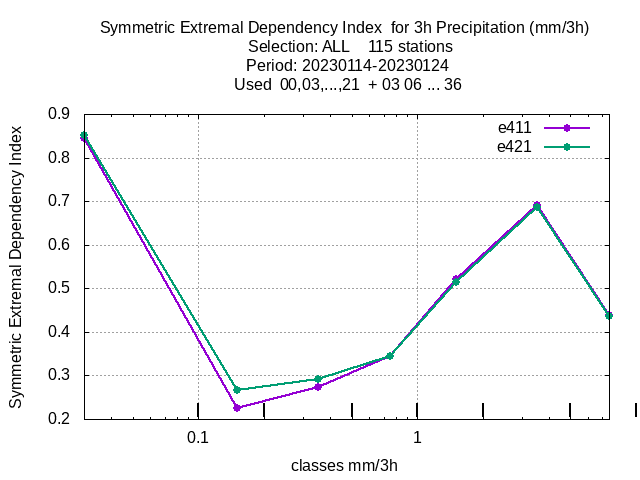 Symmetric Extremal Dependency Index  for 3h Precipitation (mm/3h)
Selection: ALL    115 stations
Period: 20230114-20230124
Used  00,03,...,21  + 03 06 ... 36
e411
e421
0.9
0.8
0.7
0.6
0.5
0.4
0.3
0.2
Symmetric Extremal Dependency Index
0.1
1
classes mm/3h